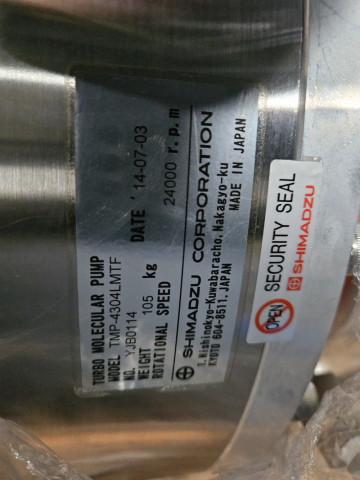 TURBO MOLECULAR PUMP
MODEL TMP-4304LMTF
NO. YJB0114 DATE '14-07-03
WEIGHT 105 kg
ROTATIONAL SPEED 24000 r.p.m
SHIMADZU CORPORATION
1,Nishinokyo-Kuwabaracho,Nakagyo-ku
KYOTO 604-8511,JAPAN MADE IN JAPAN
OPEN
SECURITY SEAL
SHIMADZU